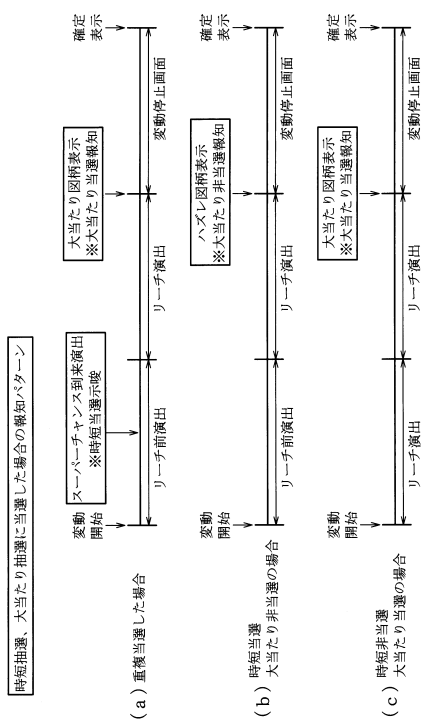 時短抽選、大当たり抽選に当選した場合の報知パターン
(a) 重複当選した場合
変動
開始
スーパーチャンス到来演出
※時短当選示唆
大当たり図柄表示
※大当たり当選報知
確定
表示
リーチ前演出
リーチ演出
変動停止画面
(b) 時短当選
大当たり非当選の場合
変動
開始
ハズレ図柄表示
※大当たり非当選報知
確定
表示
リーチ前演出
リーチ演出
変動停止画面
(c) 時短非当選
大当たり当選の場合
変動
開始
大当たり図柄表示
※大当たり当選報知
確定
表示
リーチ演出
リーチ演出
変動停止画面